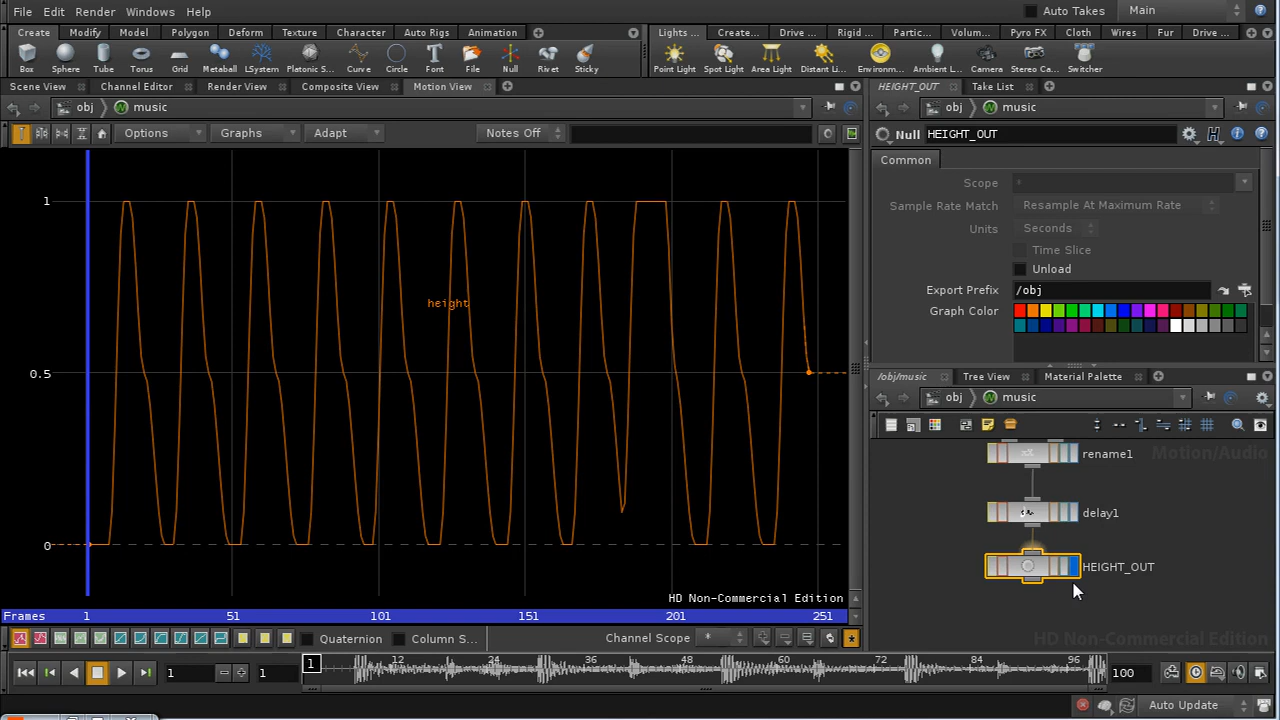 File Edit Render Windows Help Auto Takes Main
Create Modify Model Polygon Deform Texture Character Auto Rigs Animation Lights ... Create... Drive ... Rigid ... Partic... Volum... Pyro FX Cloth Wires Fur Drive ...
Box Sphere Tube Torus Grid Metaball LSystem Platonic S... Curve Circle Font File Null Rivet Sticky Point Light Spot Light Area Light Distant Li... Environm... Ambient L... Camera Stereo Ca... Switcher
Scene View Channel Editor Render View Composite View Motion View HEIGHT_OUT Take List
obj music obj music
Options Graphs Adapt Notes Off Null HEIGHT_OUT
Common
Scope *
Sample Rate Match Resample At Maximum Rate
Units Seconds
Time Slice
Unload
Export Prefix /obj
Graph Color
1
0.5
0
height
HD Non-Commercial Edition
Frames 1 51 101 151 201 251
/obj/music Tree View Material Palette
obj music
Motion/Audio
rename1
delay1
HEIGHT_OUT
HD Non-Commercial Edition
Quaternion Column S... Channel Scope *
1 1 1 12 24 36 48 60 72 84 96 100
Auto Update